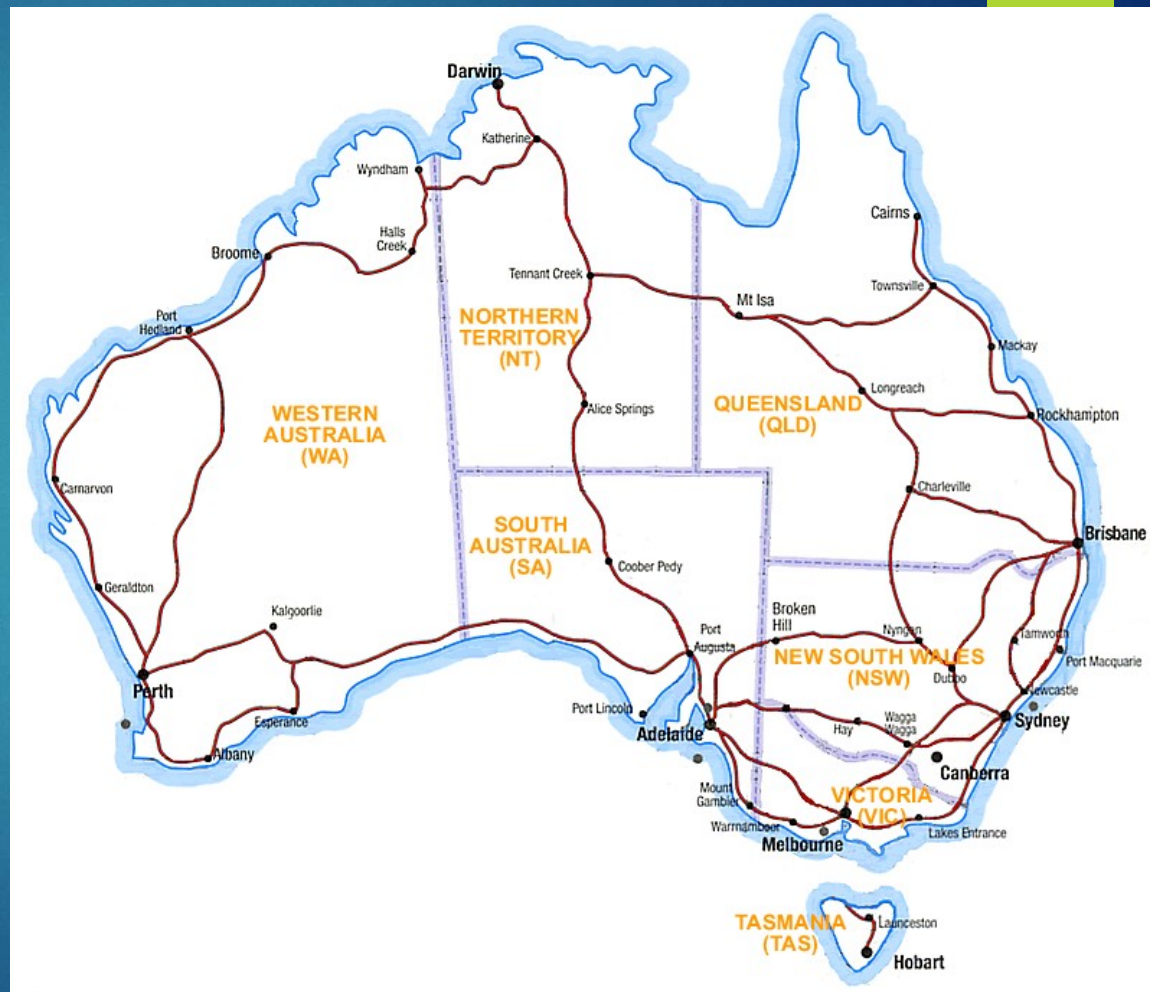 Darwin
Katherine
Wyndham
Halls
Creek
Broome
Cairns
Tennant Creek
Mt Isa
Townsville
Port
Hedland
NORTHERN
TERRITORY
(NT)
Mackay
Longreach
WESTERN
AUSTRALIA
(WA)
Alice Springs
QUEENSLAND
(QLD)
Rockhampton
Carnarvon
Charleville
SOUTH
AUSTRALIA
(SA)
Brisbane
Coober Pedy
Geraldton
Kalgoorlie
Broken
Hill
Port
Augusta
Nyngan
Tamworth
NEW SOUTH WALES
(NSW)
Port Macquarie
Dubbo
Perth
Newcastle
Port Lincoln
Esperance
Adelaide
Hay
Wagga
Wagga
Sydney
Albany
Canberra
Mount
Gambier
VICTORIA
(VIC)
Warrnambool
Melbourne
Lakes Entrance
TASMANIA
(TAS)
Launceston
Hobart